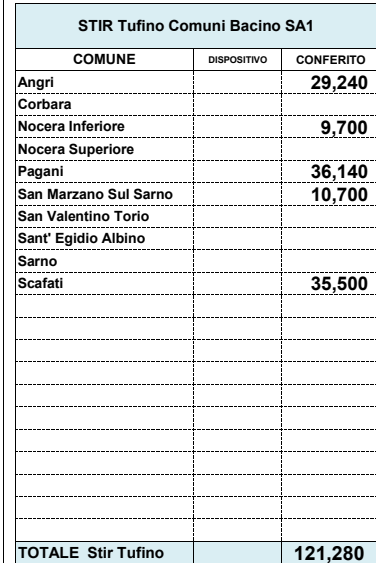 STIR Tufino Comuni Bacino SA1
COMUNE DISPOSITIVO CONFERITO
Angri 29,240
Corbara
Nocera Inferiore 9,700
Nocera Superiore
Pagani 36,140
San Marzano Sul Sarno 10,700
San Valentino Torio
Sant' Egidio Albino
Sarno
Scafati 35,500
TOTALE Stir Tufino 121,280